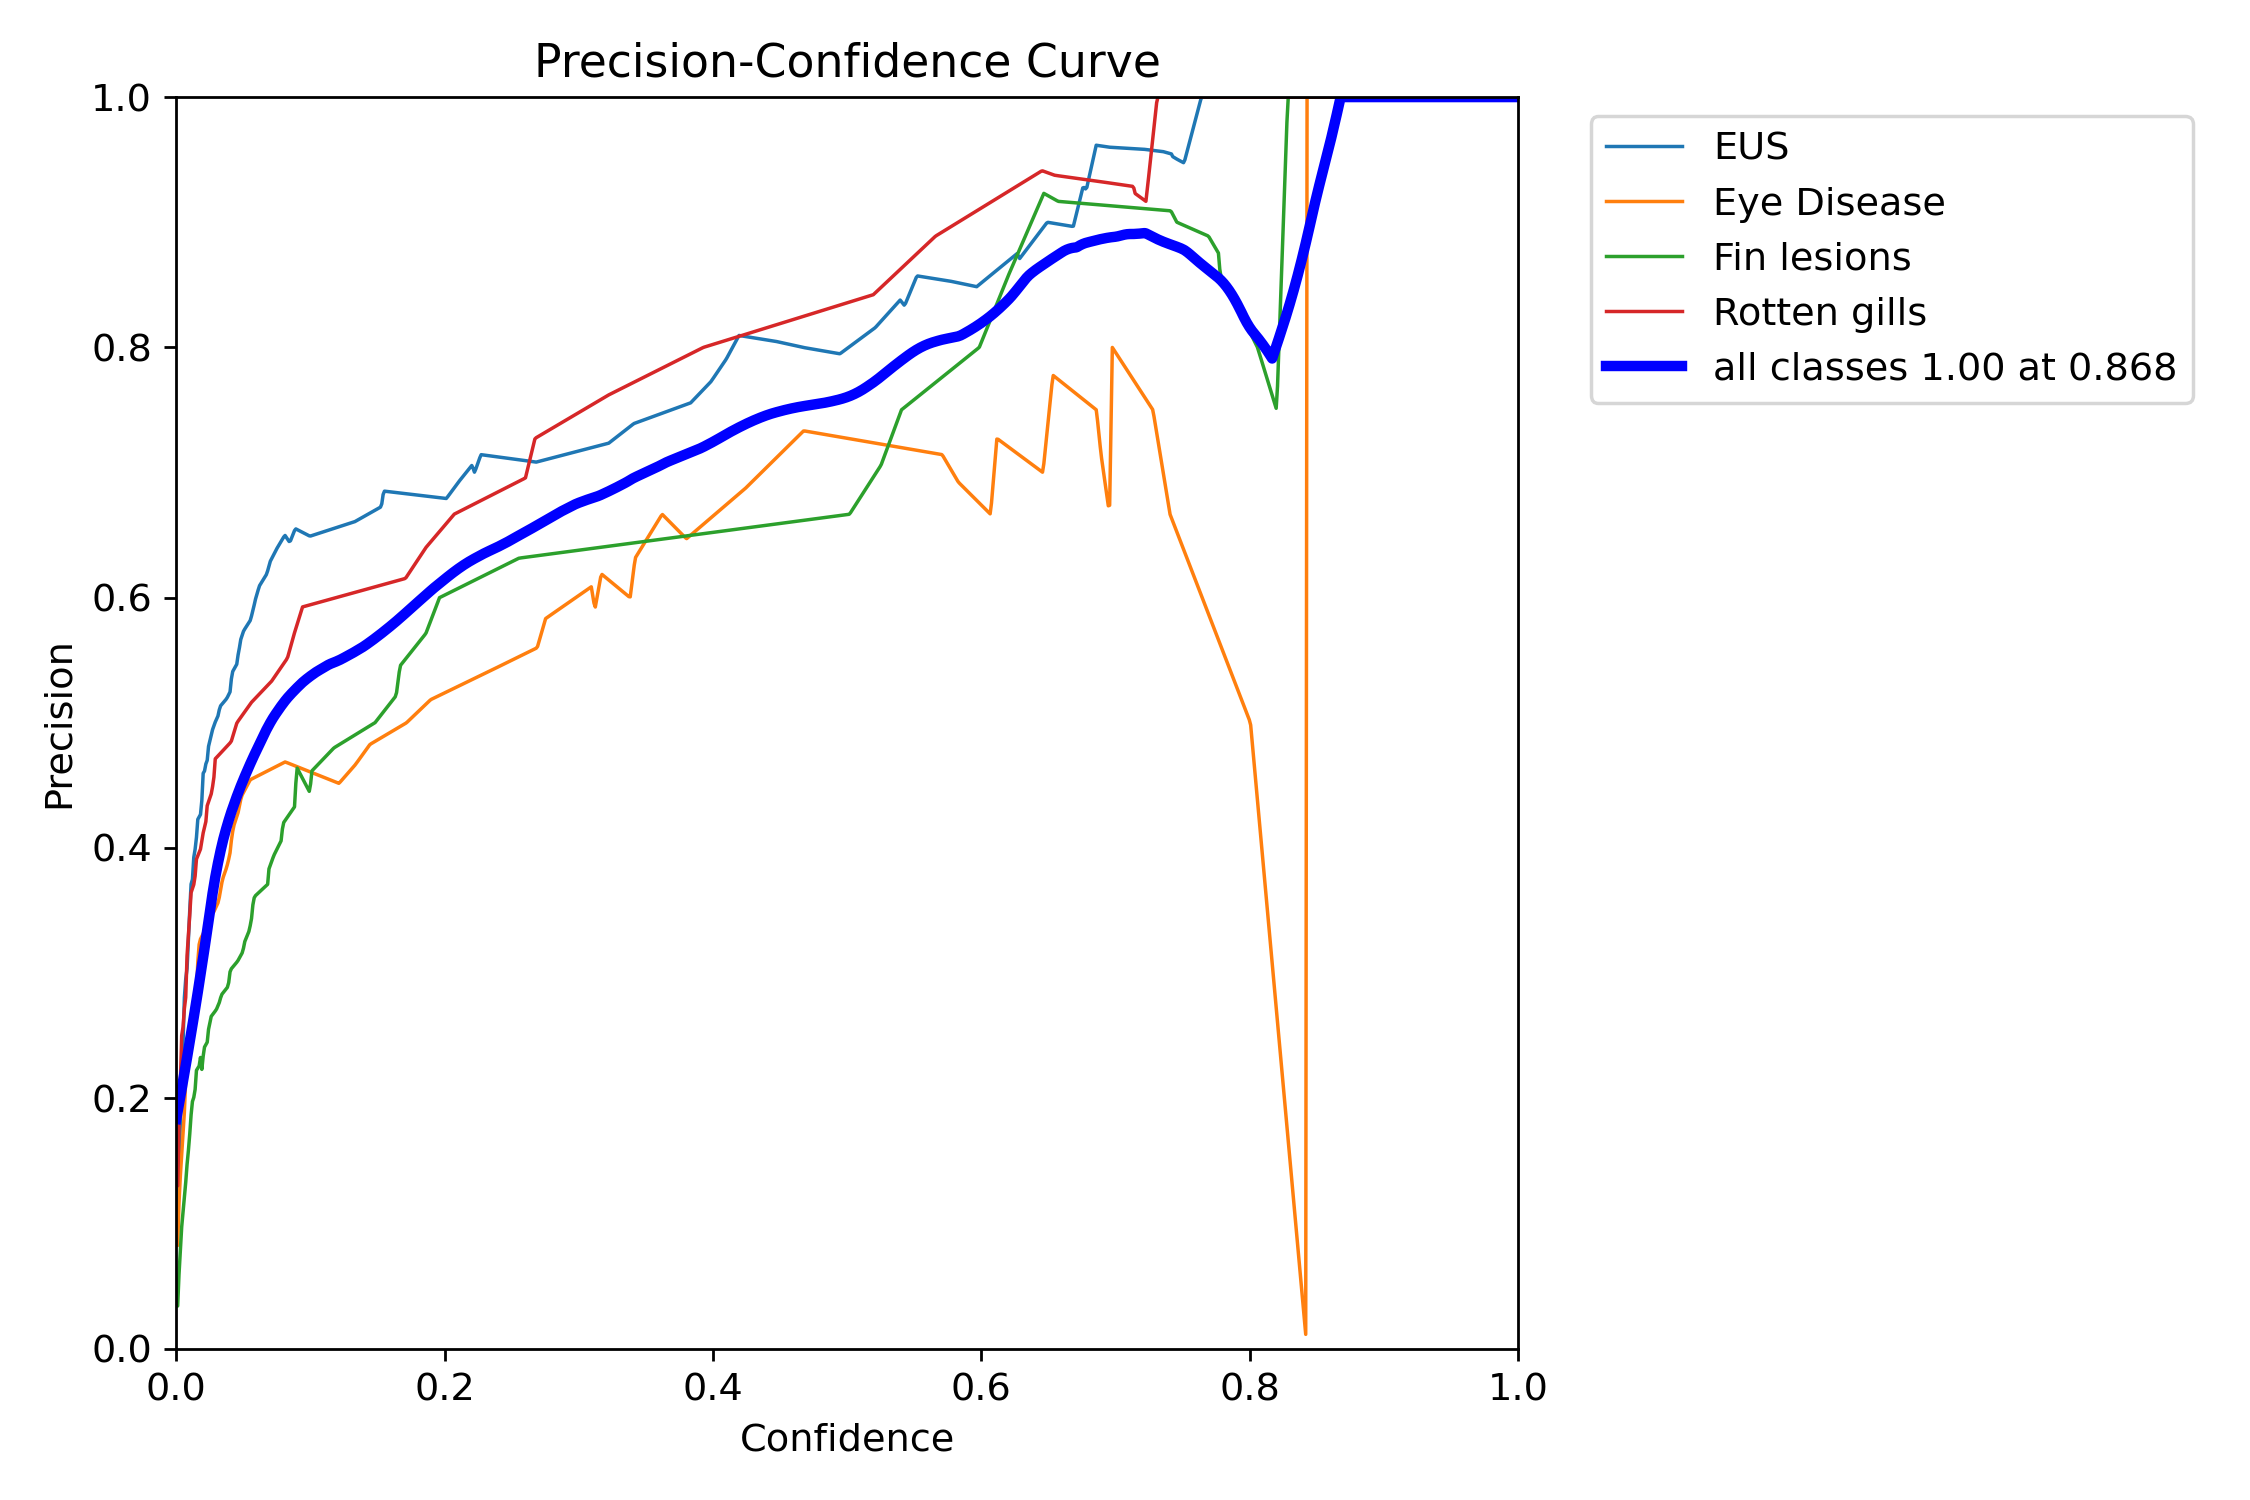 Precision-Confidence Curve
1.0
0.8
0.6
0.4
0.2
0.0
Precision
0.0 0.2 0.4 0.6 0.8 1.0
Confidence
EUS
Eye Disease
Fin lesions
Rotten gills
all classes 1.00 at 0.868